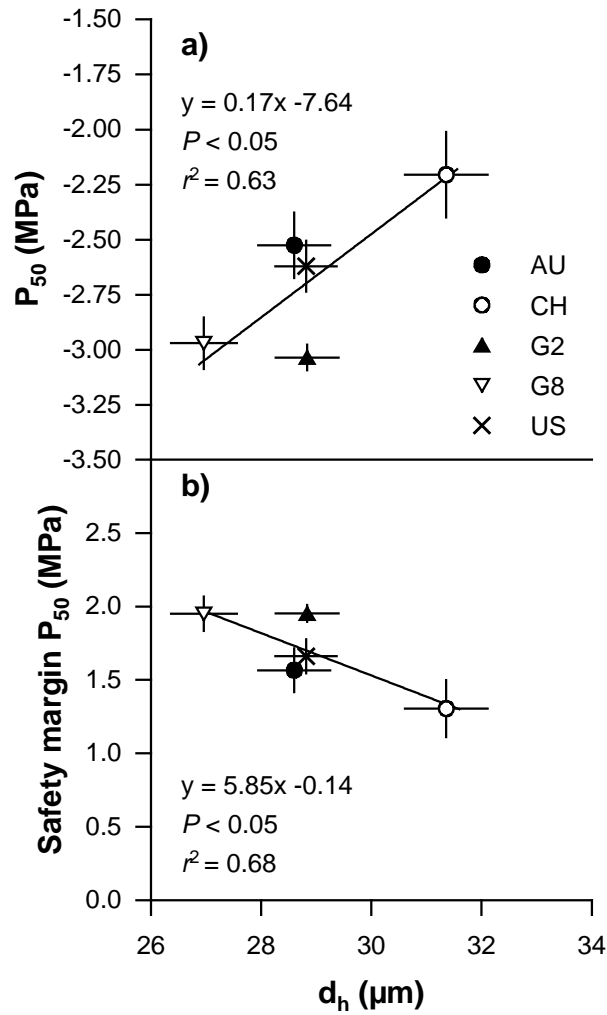 -1.50
-1.75
-2.00
-2.25
-2.50
-2.75
-3.00
-3.25
-3.50
P50 (MPa)
a)
y = 0.17x -7.64
P < 0.05
r2 = 0.63
AU
CH
G2
G8
US
b)
2.5
2.0
1.5
1.0
0.5
0.0
Safety margin P50 (MPa)
y = 5.85x -0.14
P < 0.05
r2 = 0.68
26 28 30 32 34
dh (µm)